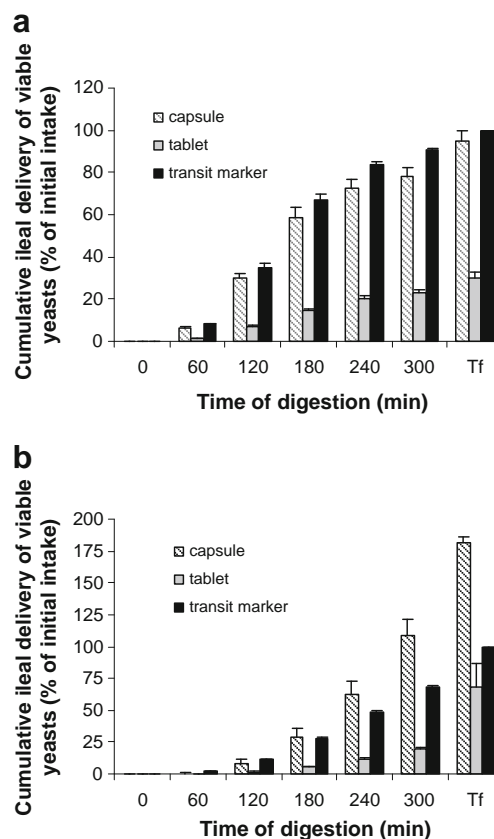 a
Cumulative ileal delivery of viable
yeasts (% of initial intake)
120
100
80
60
40
20
0
capsule
tablet
transit marker
0 60 120 180 240 300 Tf
Time of digestion (min)
b
Cumulative ileal delivery of viable
yeasts (% of initial intake)
200
175
150
125
100
75
50
25
0
capsule
tablet
transit marker
0 60 120 180 240 300 Tf
Time of digestion (min)